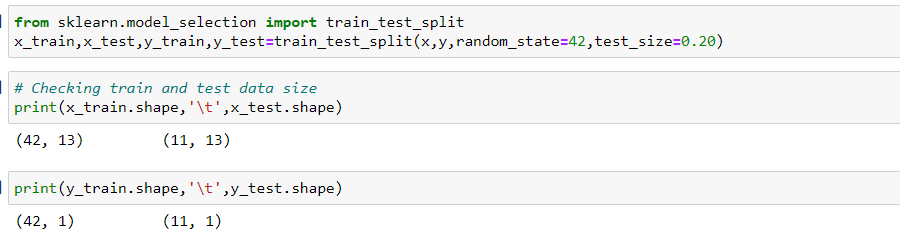 from sklearn.model_selection import train_test_split
x_train,x_test,y_train,y_test=train_test_split(x,y,random_state=42,test_size=0.20)
# Checking train and test data size
print(x_train.shape,'\t',x_test.shape)
(42, 13)         (11, 13)
print(y_train.shape,'\t',y_test.shape)
(42, 1)          (11, 1)